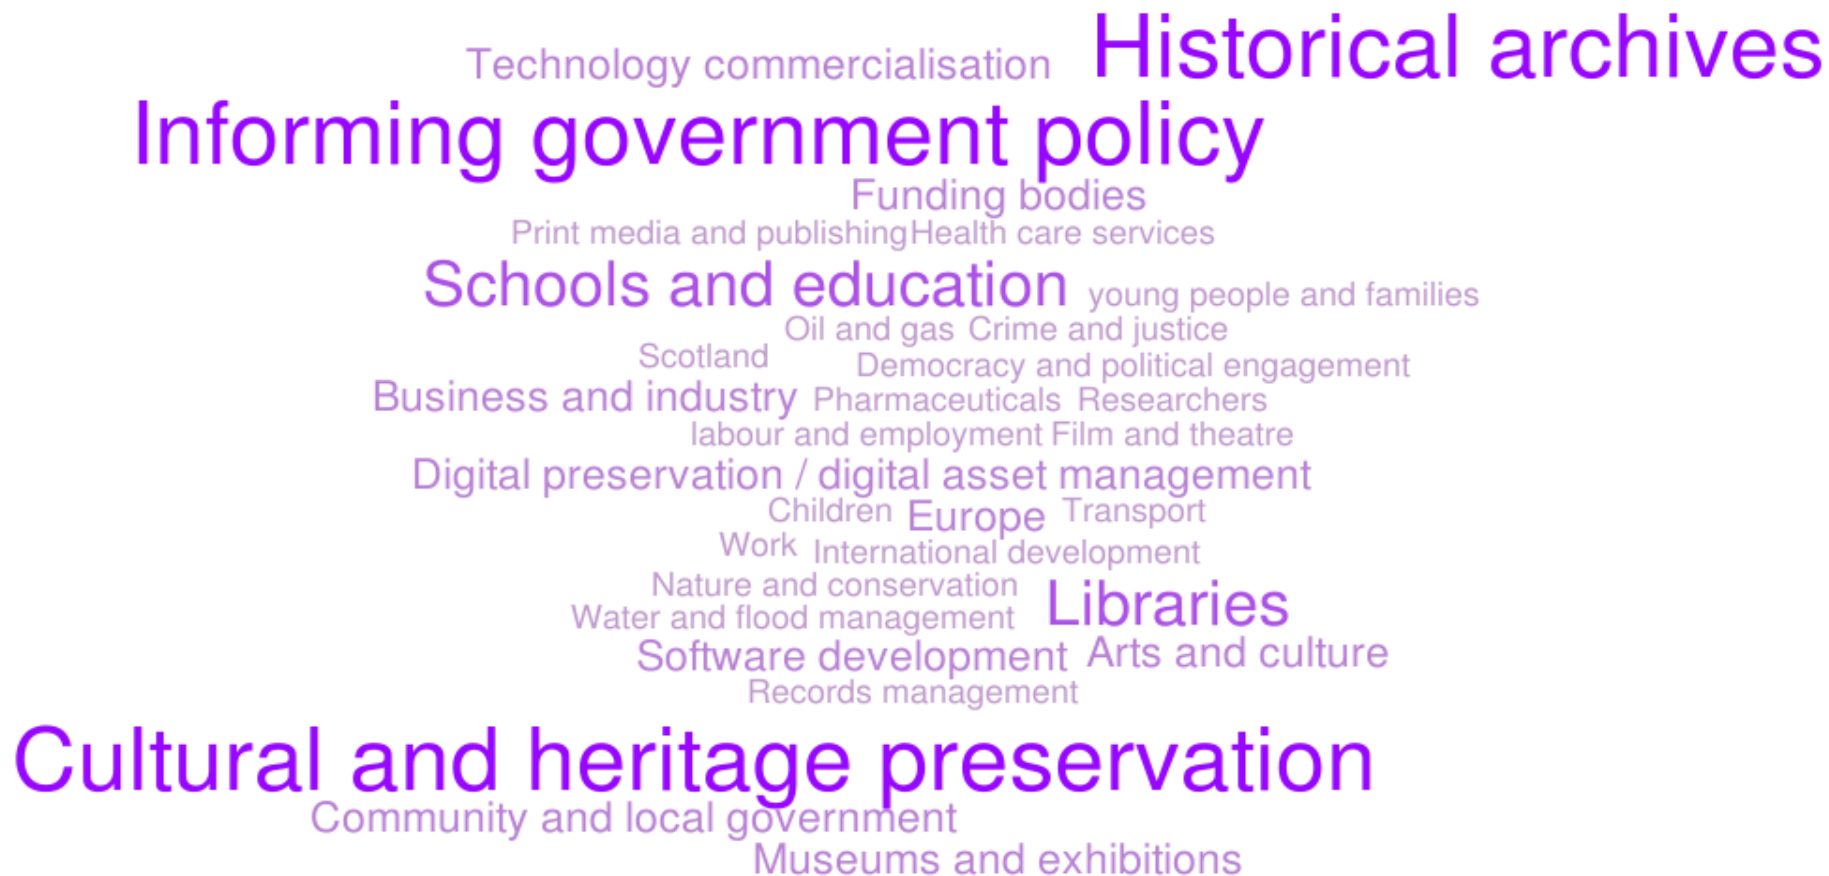 Technology commercialisation Historical archives
Informing government policy
Funding bodies
Print media and publishing Health care services
Schools and education young people and families
Oil and gas Crime and justice
Scotland Democracy and political engagement
Business and industry Pharmaceuticals Researchers
labour and employment Film and theatre
Digital preservation / digital asset management
Children Europe Transport
Work International development
Nature and conservation Libraries
Water and flood management
Software development Arts and culture
Records management
Cultural and heritage preservation
Community and local government
Museums and exhibitions